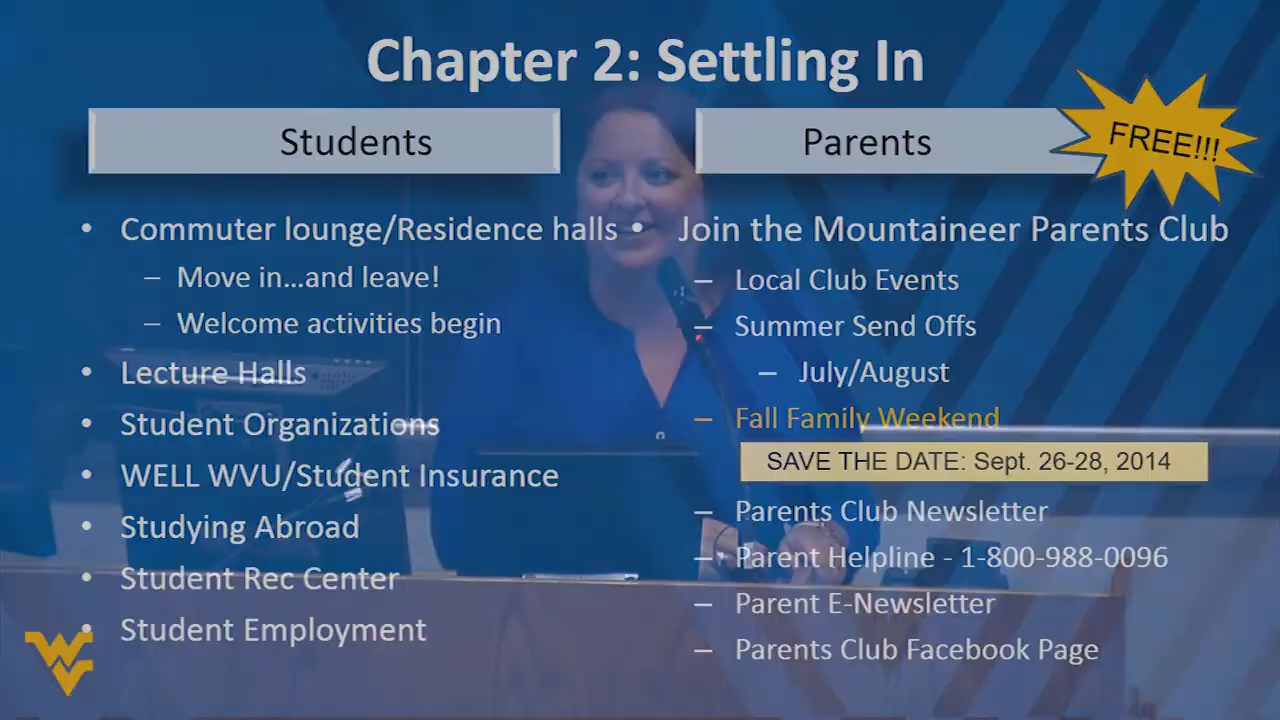 Chapter 2: Settling In
Students
Parents
FREE!!!
• Commuter lounge/Residence halls
– Move in...and leave!
– Welcome activities begin
• Lecture Halls
• Student Organizations
• WELL WVU/Student Insurance
• Studying Abroad
• Student Rec Center
• Student Employment
• Join the Mountaineer Parents Club
– Local Club Events
– Summer Send Offs
– July/August
– Fall Family Weekend
SAVE THE DATE: Sept. 26-28, 2014
– Parents Club Newsletter
– Parent Helpline - 1-800-988-0096
– Parent E-Newsletter
– Parents Club Facebook Page
WV